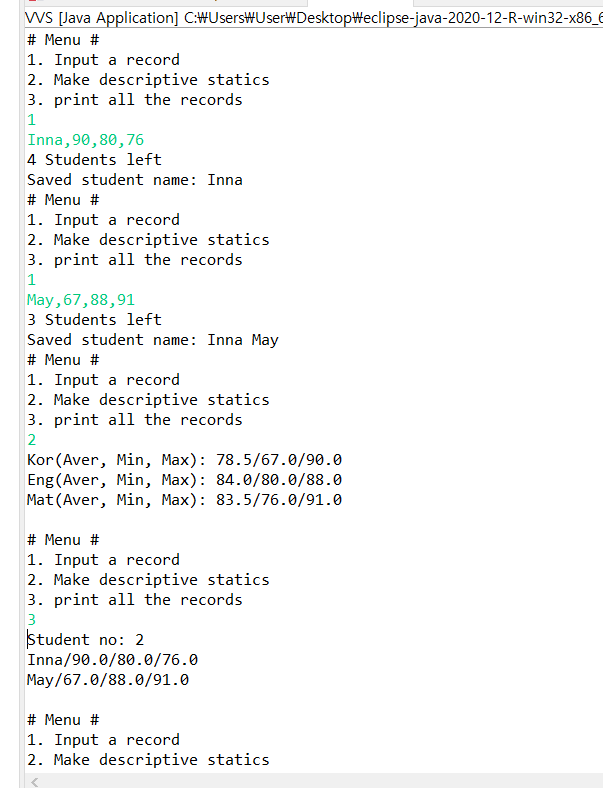 VVS [Java Application] C:₩Users₩User₩Desktop₩eclipse-java-2020-12-R-win32-x86_6
# Menu #
1. Input a record
2. Make descriptive statics
3. print all the records
1
Inna,90,80,76
4 Students left
Saved student name: Inna
# Menu #
1. Input a record
2. Make descriptive statics
3. print all the records
1
May,67,88,91
3 Students left
Saved student name: Inna May
# Menu #
1. Input a record
2. Make descriptive statics
3. print all the records
2
Kor(Aver, Min, Max): 78.5/67.0/90.0
Eng(Aver, Min, Max): 84.0/80.0/88.0
Mat(Aver, Min, Max): 83.5/76.0/91.0
# Menu #
1. Input a record
2. Make descriptive statics
3. print all the records
3
Student no: 2
Inna/90.0/80.0/76.0
May/67.0/88.0/91.0
# Menu #
1. Input a record
2. Make descriptive statics